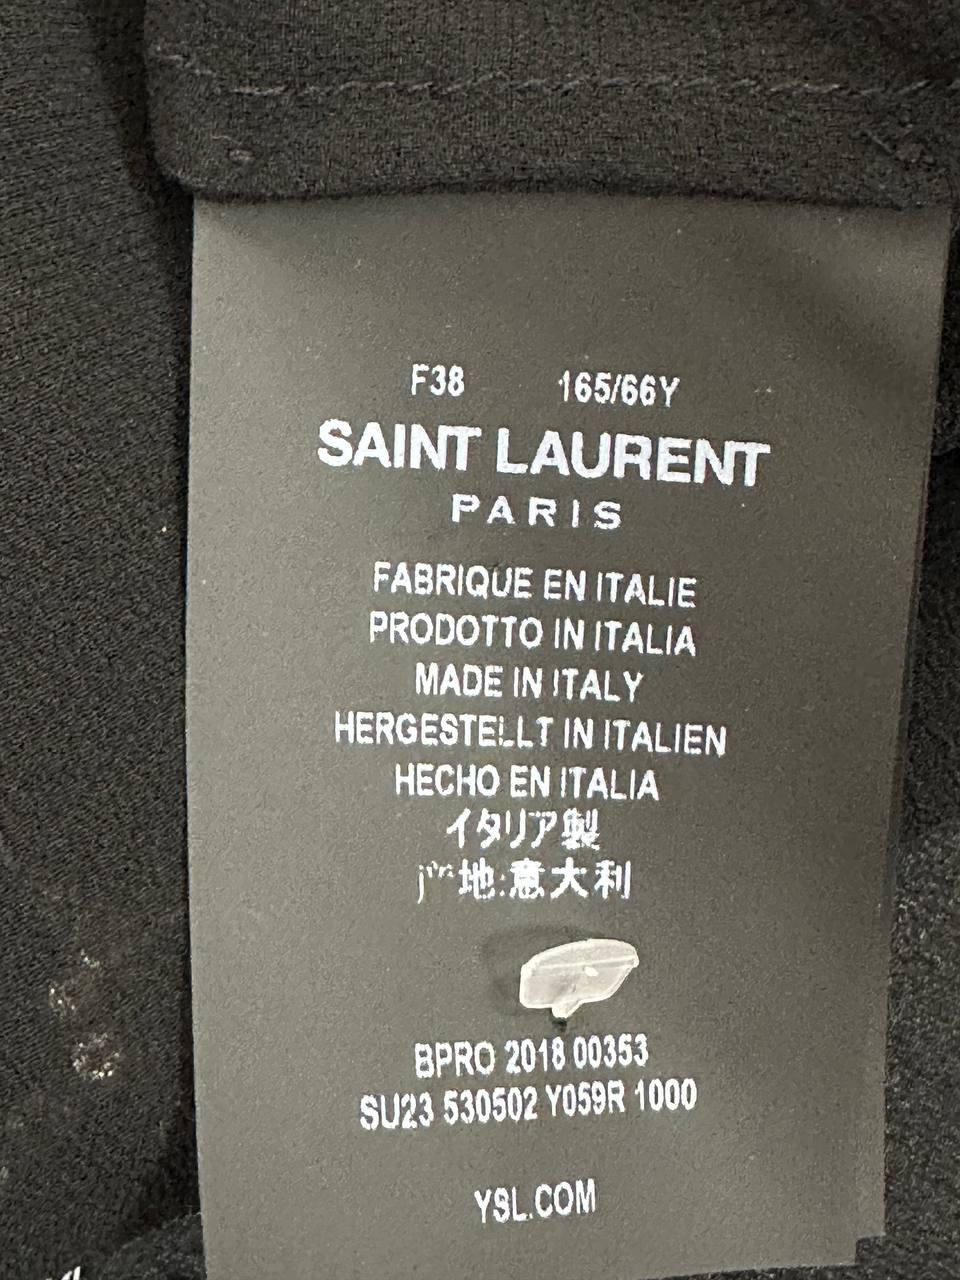 F38 165/66Y
SAINT LAURENT
PARIS
FABRIQUE EN ITALIE
PRODOTTO IN ITALIA
MADE IN ITALY
HERGESTELLT IN ITALIEN
HECHO EN ITALIA
イタリア製
地:意大利
BPRO 2018 00353
SU23 530502 Y059R 1000
YSL.COM